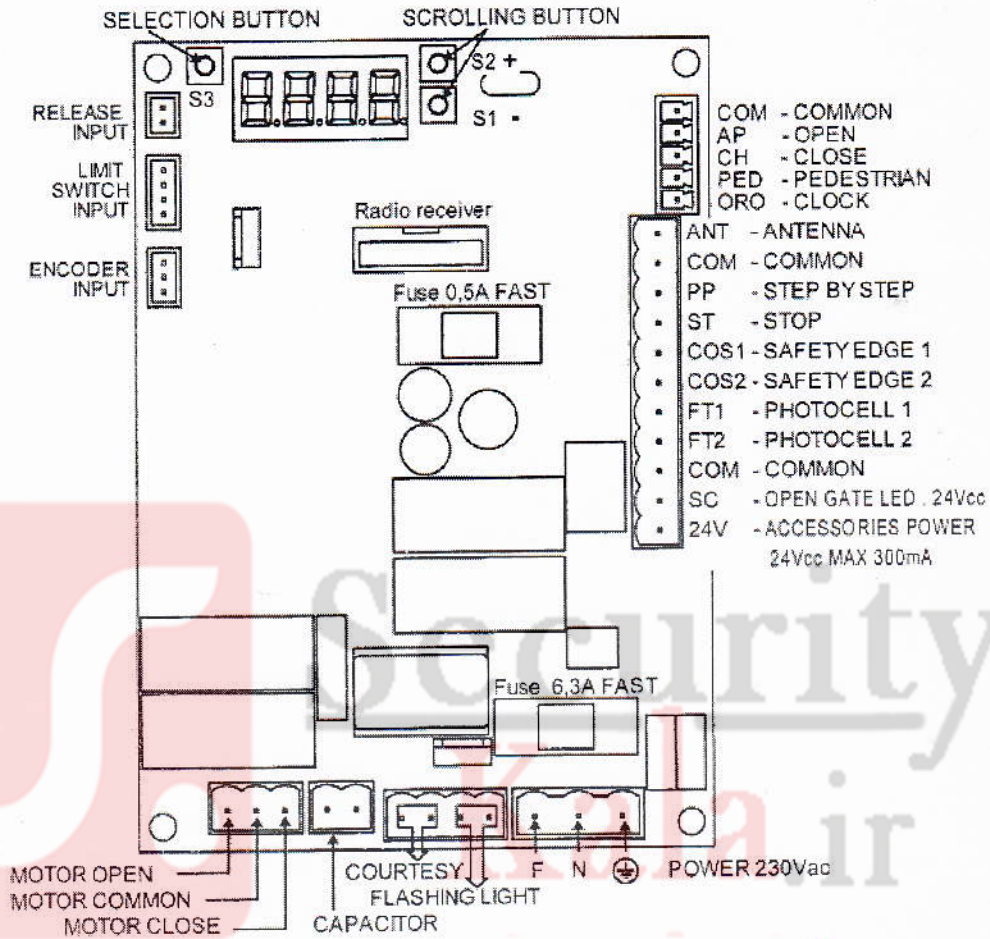 SELECTION BUTTON
SCROLLING BUTTON
S3
S2 +
S1 -
RELEASE
INPUT
LIMIT
SWITCH
INPUT
ENCODER
INPUT
Radio receiver
Fuse 0,5A FAST
COM - COMMON
AP - OPEN
CH - CLOSE
PED - PEDESTRIAN
ORO - CLOCK
ANT - ANTENNA
COM - COMMON
PP - STEP BY STEP
ST - STOP
COS1 - SAFETY EDGE 1
COS2 - SAFETY EDGE 2
FT1 - PHOTOCELL 1
FT2 - PHOTOCELL 2
COM - COMMON
SC - OPEN GATE LED . 24Vcc
24V - ACCESSORIES POWER
24Vcc MAX 300mA
Security
Kala.ir
Fuse 6,3A FAST
MOTOR OPEN
MOTOR COMMON
MOTOR CLOSE
CAPACITOR
COURTESY
FLASHING LIGHT
F N POWER 230Vac